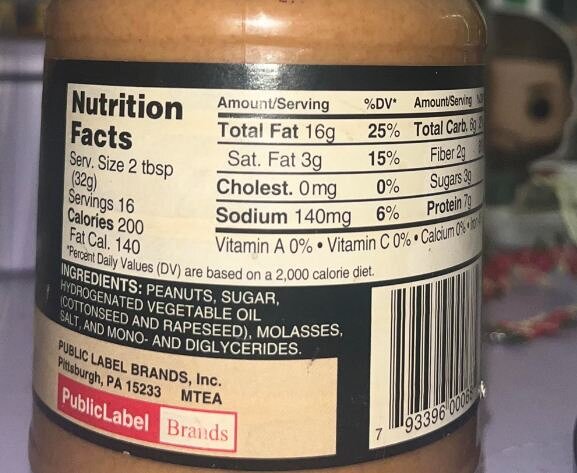 Nutrition Facts
Serv. Size 2 tbsp
(32g)
Servings 16
Calories 200
Fat Cal. 140
*Percent Daily Values (DV) are based on a 2,000 calorie diet.
Amount/Serving %DV* Amount/Serving
Total Fat 16g 25% Total Carb. 6g
Sat. Fat 3g 15% Fiber 2g
Cholest. 0mg 0% Sugars 3g
Sodium 140mg 6% Protein 7g
Vitamin A 0% • Vitamin C 0% • Calcium 0% •
INGREDIENTS: PEANUTS, SUGAR,
HYDROGENATED VEGETABLE OIL
(COTTONSEED AND RAPESEED), MOLASSES,
SALT, AND MONO- AND DIGLYCERIDES.
PUBLIC LABEL BRANDS, Inc.
Pittsburgh, PA 15233 MTEA
PublicLabel Brands
7 93396